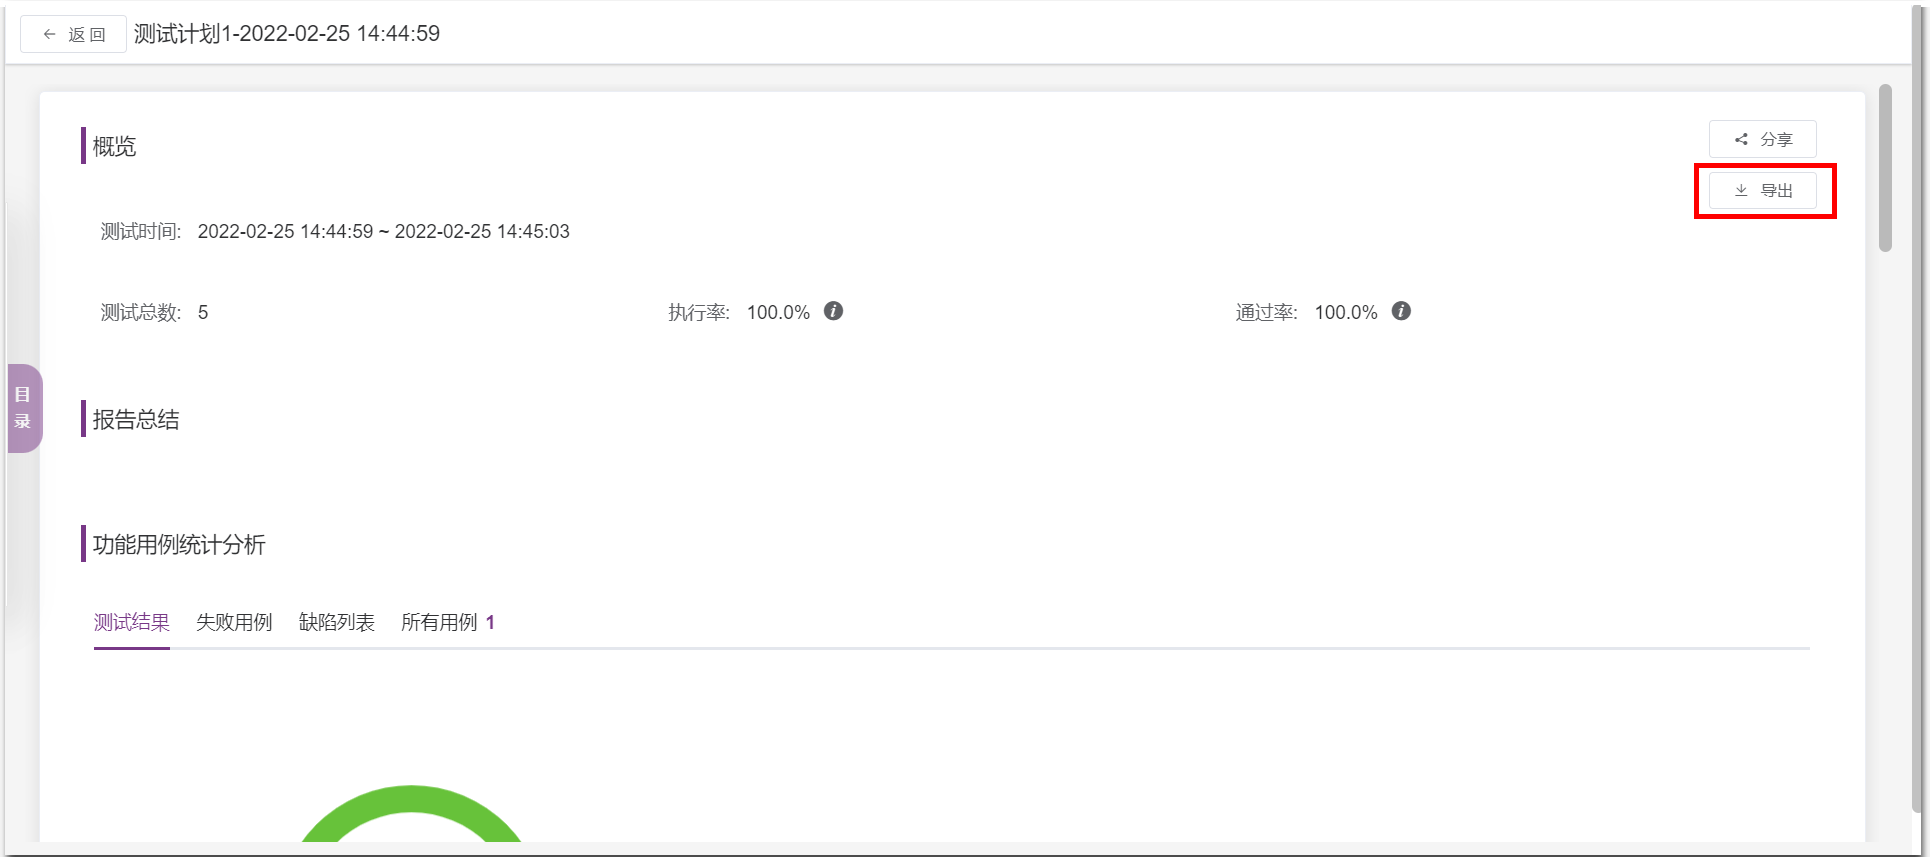 返 回 测试计划1-2022-02-25 14:44:59
概览
分享
导出
测试时间: 2022-02-25 14:44:59 ~ 2022-02-25 14:45:03
测试总数: 5 执行率: 100.0% 通过率: 100.0%
目录
报告总结
功能用例统计分析
测试结果 失败用例 缺陷列表 所有用例 1